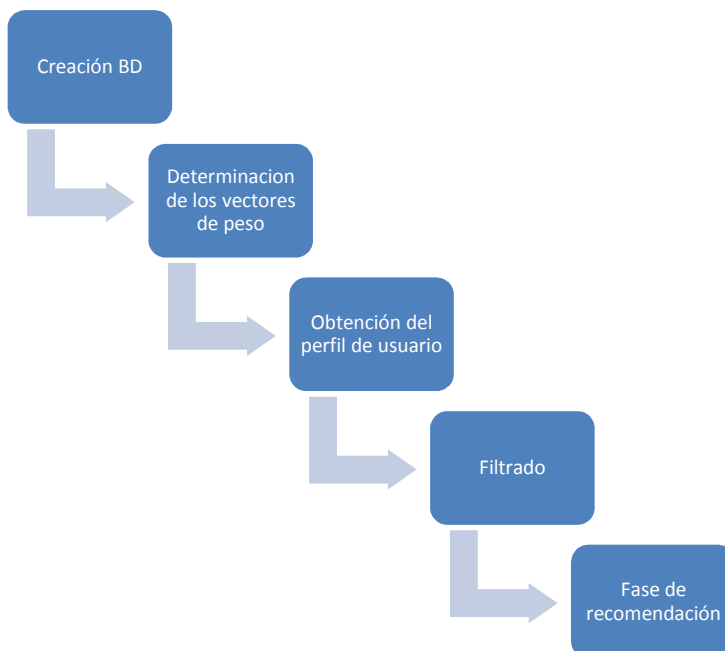 Creación BD
Determinacion
de los vectores
de peso
Obtención del
perfil de usuario
Filtrado
Fase de
recomendación